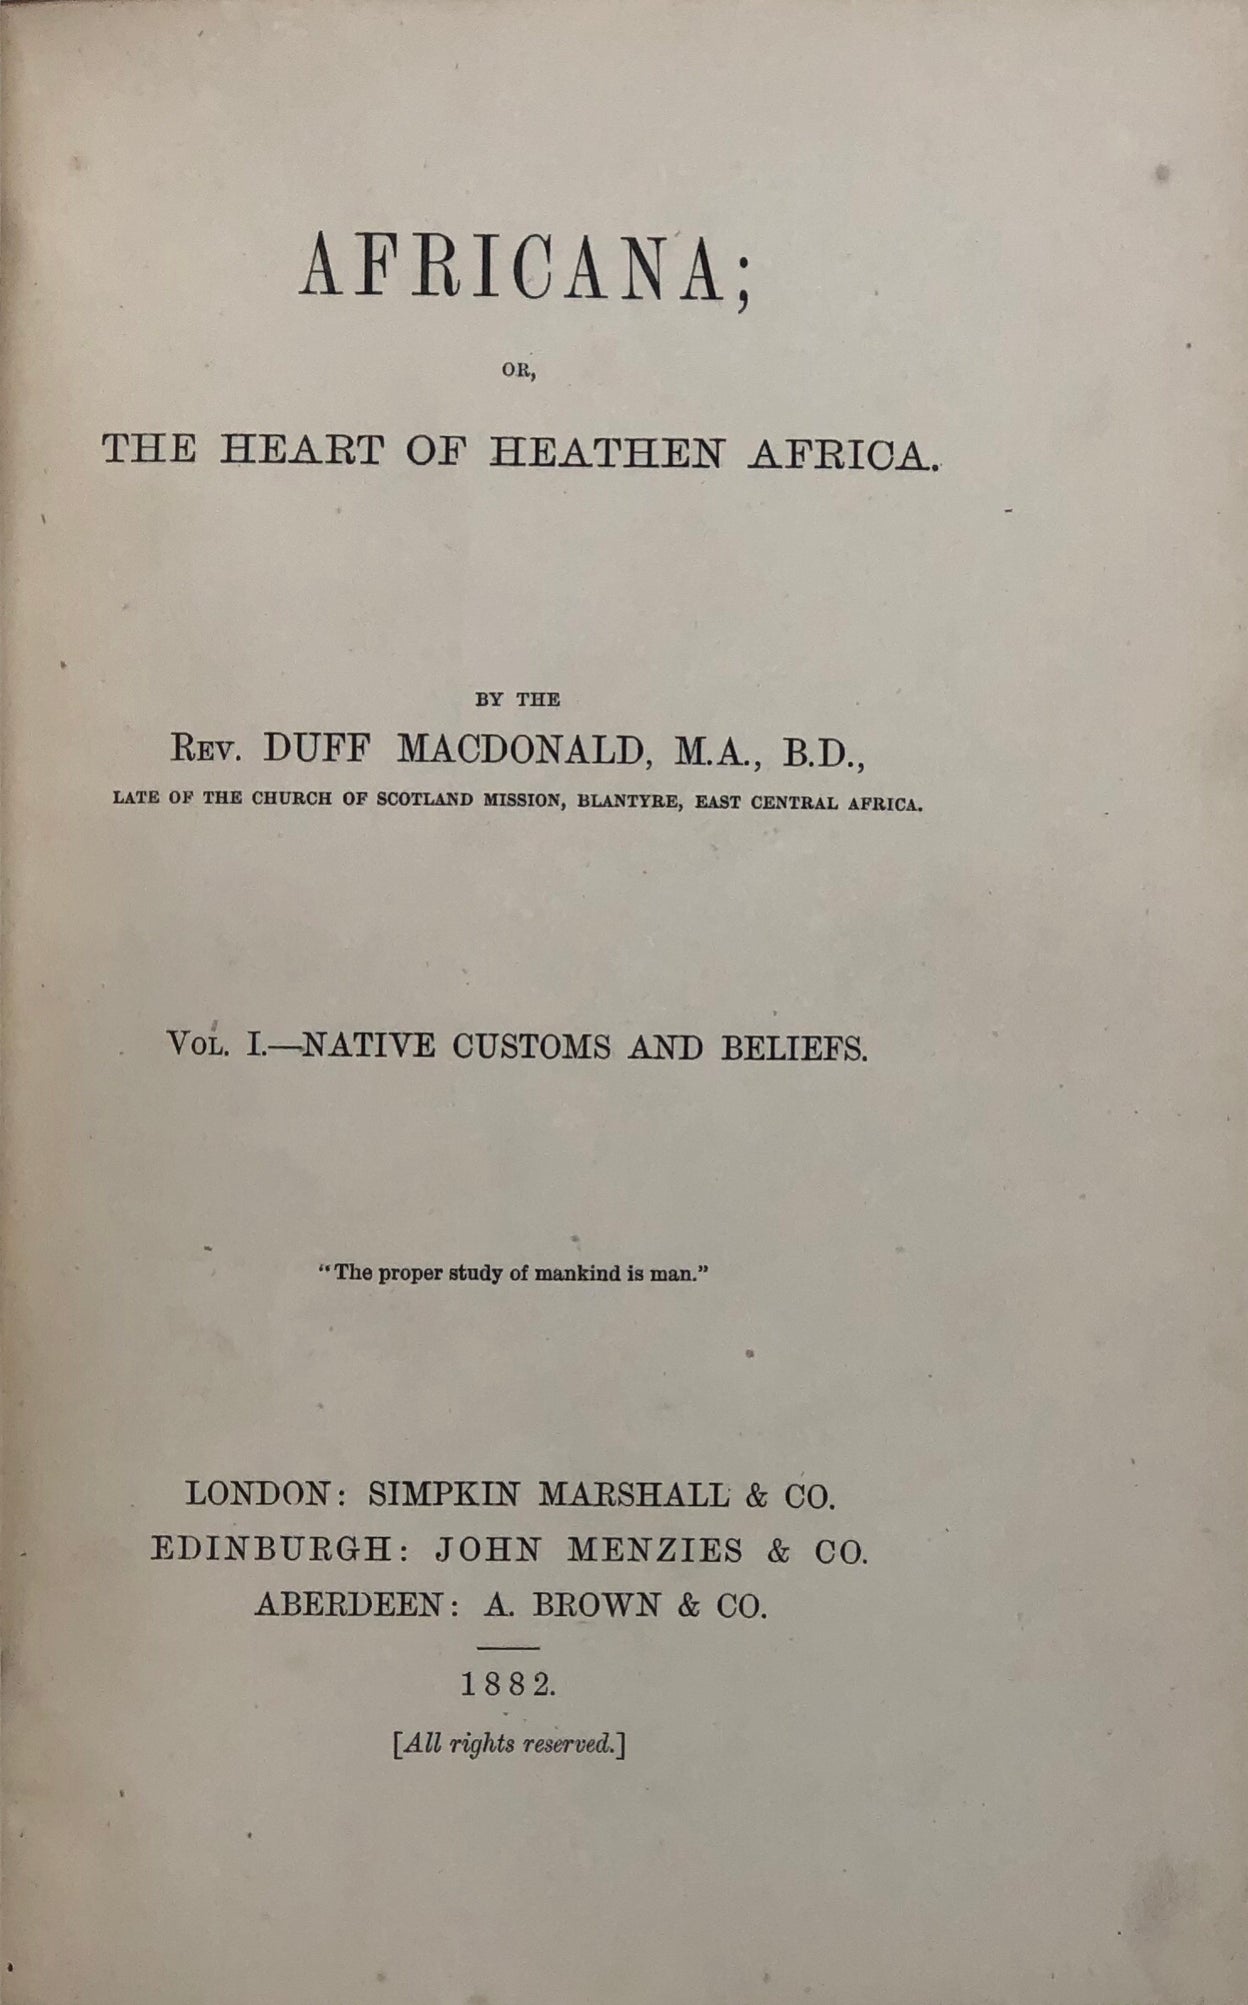 AFRICANA;
OR,
THE HEART OF HEATHEN AFRICA.
BY THE
REV. DUFF MACDONALD, M.A., B.D.,
LATE OF THE CHURCH OF SCOTLAND MISSION, BLANTYRE, EAST CENTRAL AFRICA.
VOL. I.—NATIVE CUSTOMS AND BELIEFS.
“The proper study of mankind is man.”
LONDON: SIMPKIN MARSHALL & CO.
EDINBURGH: JOHN MENZIES & CO.
ABERDEEN: A. BROWN & CO.
1882.
[All rights reserved.]